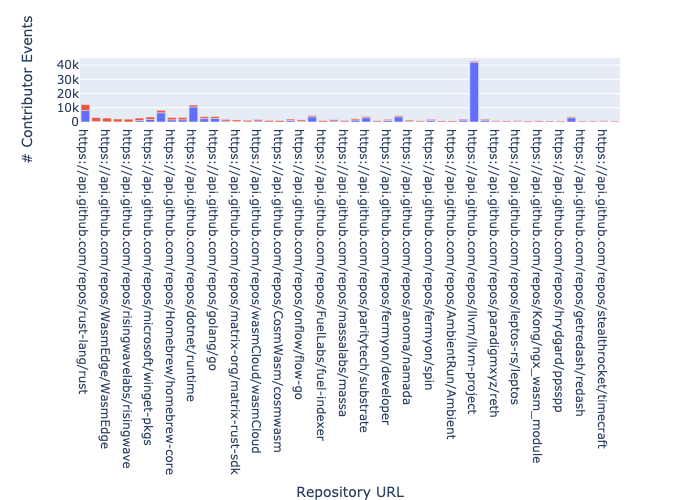 # Contributor Events
40k
30k
20k
10k
0
https://api.github.com/repos/rust-lang/rust
https://api.github.com/repos/WasmEdge/WasmEdge
https://api.github.com/repos/risingwavelabs/risingwave
https://api.github.com/repos/microsoft/winget-pkgs
https://api.github.com/repos/Homebrew/homebrew-core
https://api.github.com/repos/dotnet/runtime
https://api.github.com/repos/golang/go
https://api.github.com/repos/matrix-org/matrix-rust-sdk
https://api.github.com/repos/wasmCloud/wasmCloud
https://api.github.com/repos/CosmWasm/cosmwasm
https://api.github.com/repos/onflow/flow-go
https://api.github.com/repos/FuelLabs/fuel-indexer
https://api.github.com/repos/massalabs/massa
https://api.github.com/repos/paritytech/substrate
https://api.github.com/repos/fermyon/developer
https://api.github.com/repos/anoma/namada
https://api.github.com/repos/fermyon/spin
https://api.github.com/repos/AmbientRun/Ambient
https://api.github.com/repos/llvm/llvm-project
https://api.github.com/repos/paradigmxyz/reth
https://api.github.com/repos/leptos-rs/leptos
https://api.github.com/repos/Kong/ngx_wasm_module
https://api.github.com/repos/hrydgard/ppsspp
https://api.github.com/repos/getredash/redash
https://api.github.com/repos/stealthrocket/timecraft
Repository URL